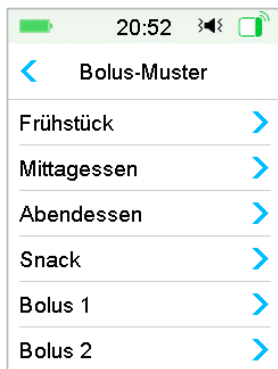 20:52
Bolus-Muster
Frühstück
Mittagessen
Abendessen
Snack
Bolus 1
Bolus 2